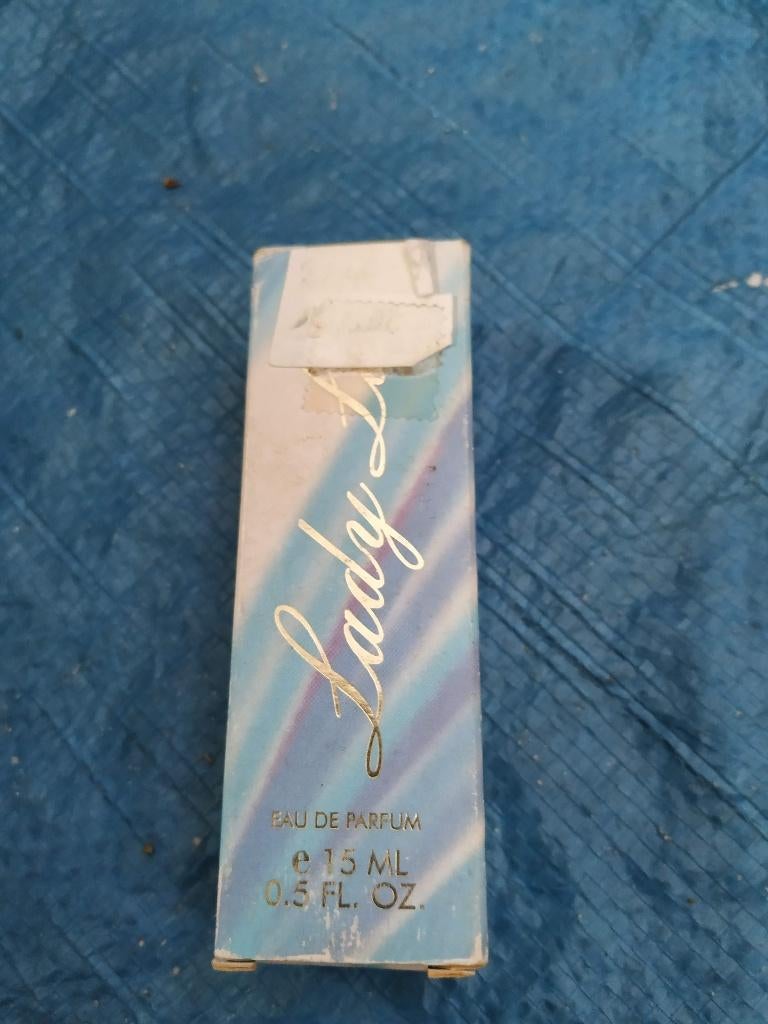 Lady
EAU DE PARFUM
e 15 ML
0.5 FL. OZ.